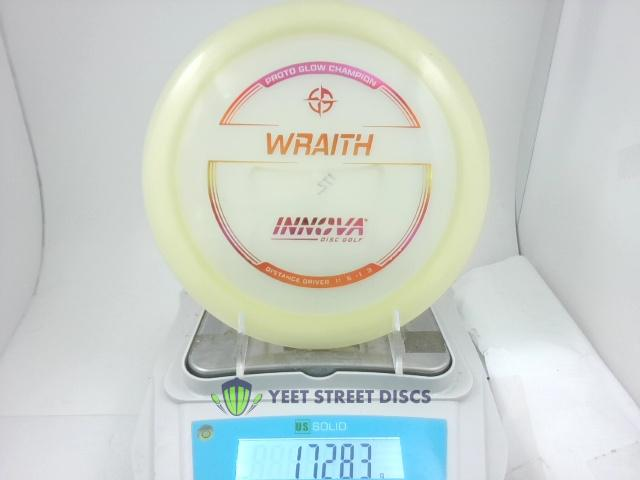 PROTO GLOW CHAMPION
WRAITH
172
INNOVA
DISC GOLF
DISTANCE DRIVER 11 5 -1 3
YEET STREET DISCS
US SOLID
172.83 g